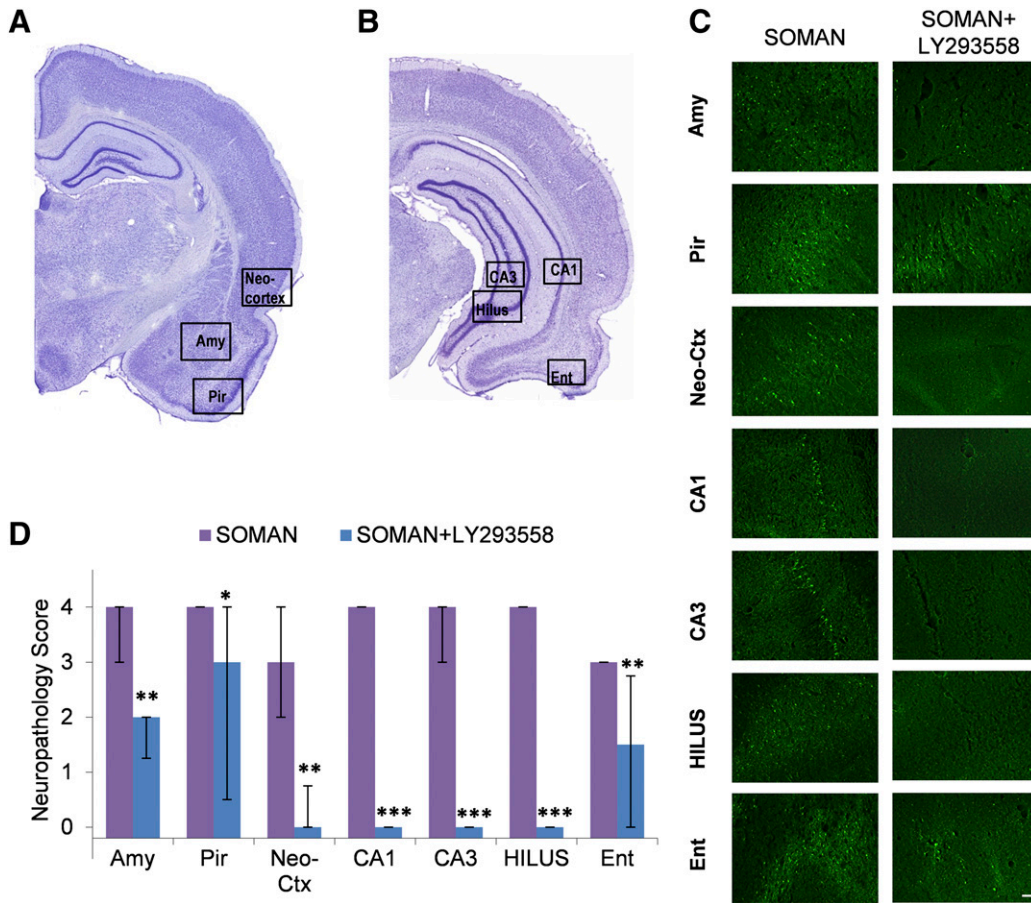 A
B
C
SOMAN
SOMAN+
LY293558
Neo-
cortex
Amy
Pir
CA3
CA1
Hilus
Ent
Amy
Pir
Neo-Ctx
CA1
CA3
HILUS
Ent
D
SOMAN
SOMAN+LY293558
Neuropathology Score
4
3
2
1
0
**
*
**
***
***
***
**
Amy
Pir
Neo-
Ctx
CA1
CA3
HILUS
Ent